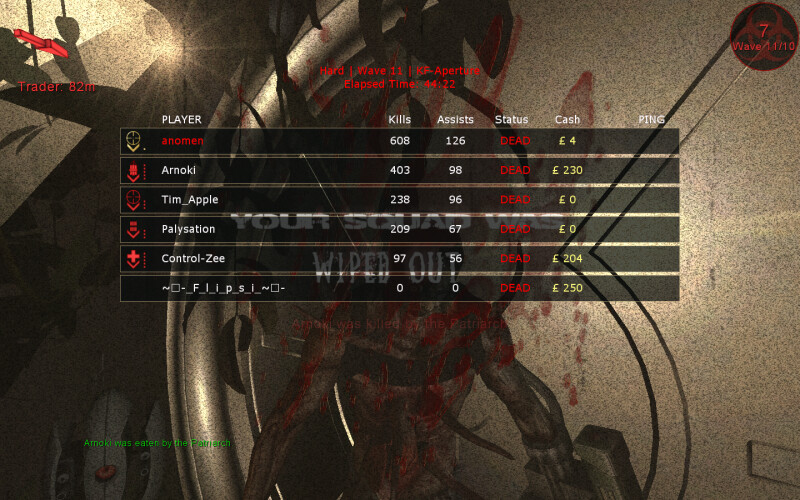 7
Wave 11/10
Trader: 82m
Hard | Wave 11 | KF-Aperture
Elapsed Time: 44:22
PLAYER Kills Assists Status Cash PING
anomen 608 126 DEAD £ 4
Arnoki 403 98 DEAD £ 230
Tim_Apple 238 96 DEAD £ 0
YOUR SQUAD WAS
Palysation 209 67 DEAD £ 0
Control-Zee 97 56 DEAD £ 204
WIPED OUT
~□-_F_l_i_p_s_i_~□- 0 0 DEAD £ 250
Arnoki was killed by the Patriarch
Arnoki was eaten by the Patriarch